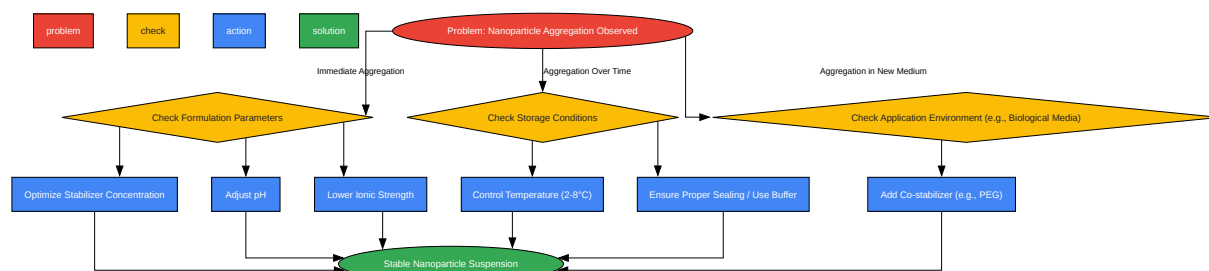 problem
check
action
solution
Problem: Nanoparticle Aggregation Observed
Immediate Aggregation
Aggregation Over Time
Aggregation in New Medium
Check Formulation Parameters
Check Storage Conditions
Check Application Environment (e.g., Biological Media)
Optimize Stabilizer Concentration
Adjust pH
Lower Ionic Strength
Control Temperature (2-8°C)
Ensure Proper Sealing / Use Buffer
Add Co-stabilizer (e.g., PEG)
Stable Nanoparticle Suspension